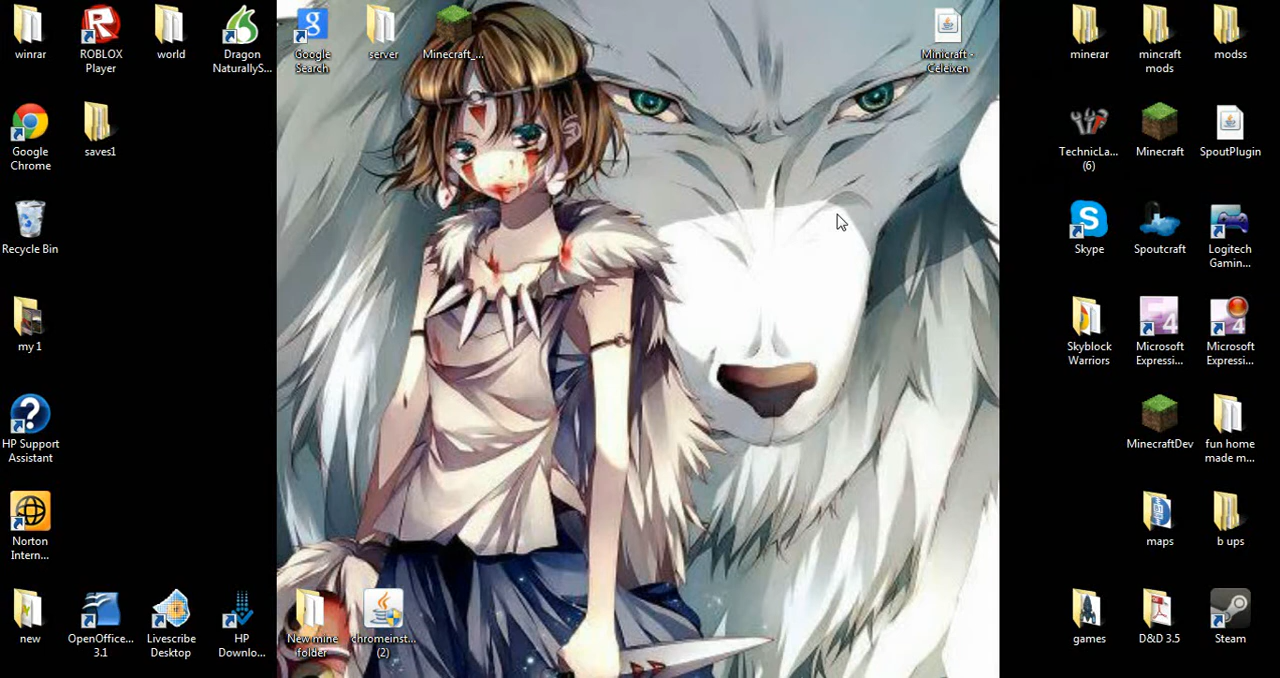 winrar
ROBLOX
Player
world
Dragon
NaturallyS...
Google
Search
server
Minecraft_...
Minicraft -
Celeixen
minerar
mincraft
mods
modss
Google
Chrome
saves1
TechnicLa...
(6)
Minecraft
SpoutPlugin
Recycle Bin
Skype
Spoutcraft
Logitech
Gamin...
my 1
Skyblock
Warriors
Microsoft
Expressi...
Microsoft
Expressi...
HP Support
Assistant
MinecraftDev
fun home
made m...
Norton
Intern...
maps
b ups
new
OpenOffice...
3.1
Livescribe
Desktop
HP
Downlo...
New mine
folder
chromeinst...
(2)
games
D&D 3.5
Steam